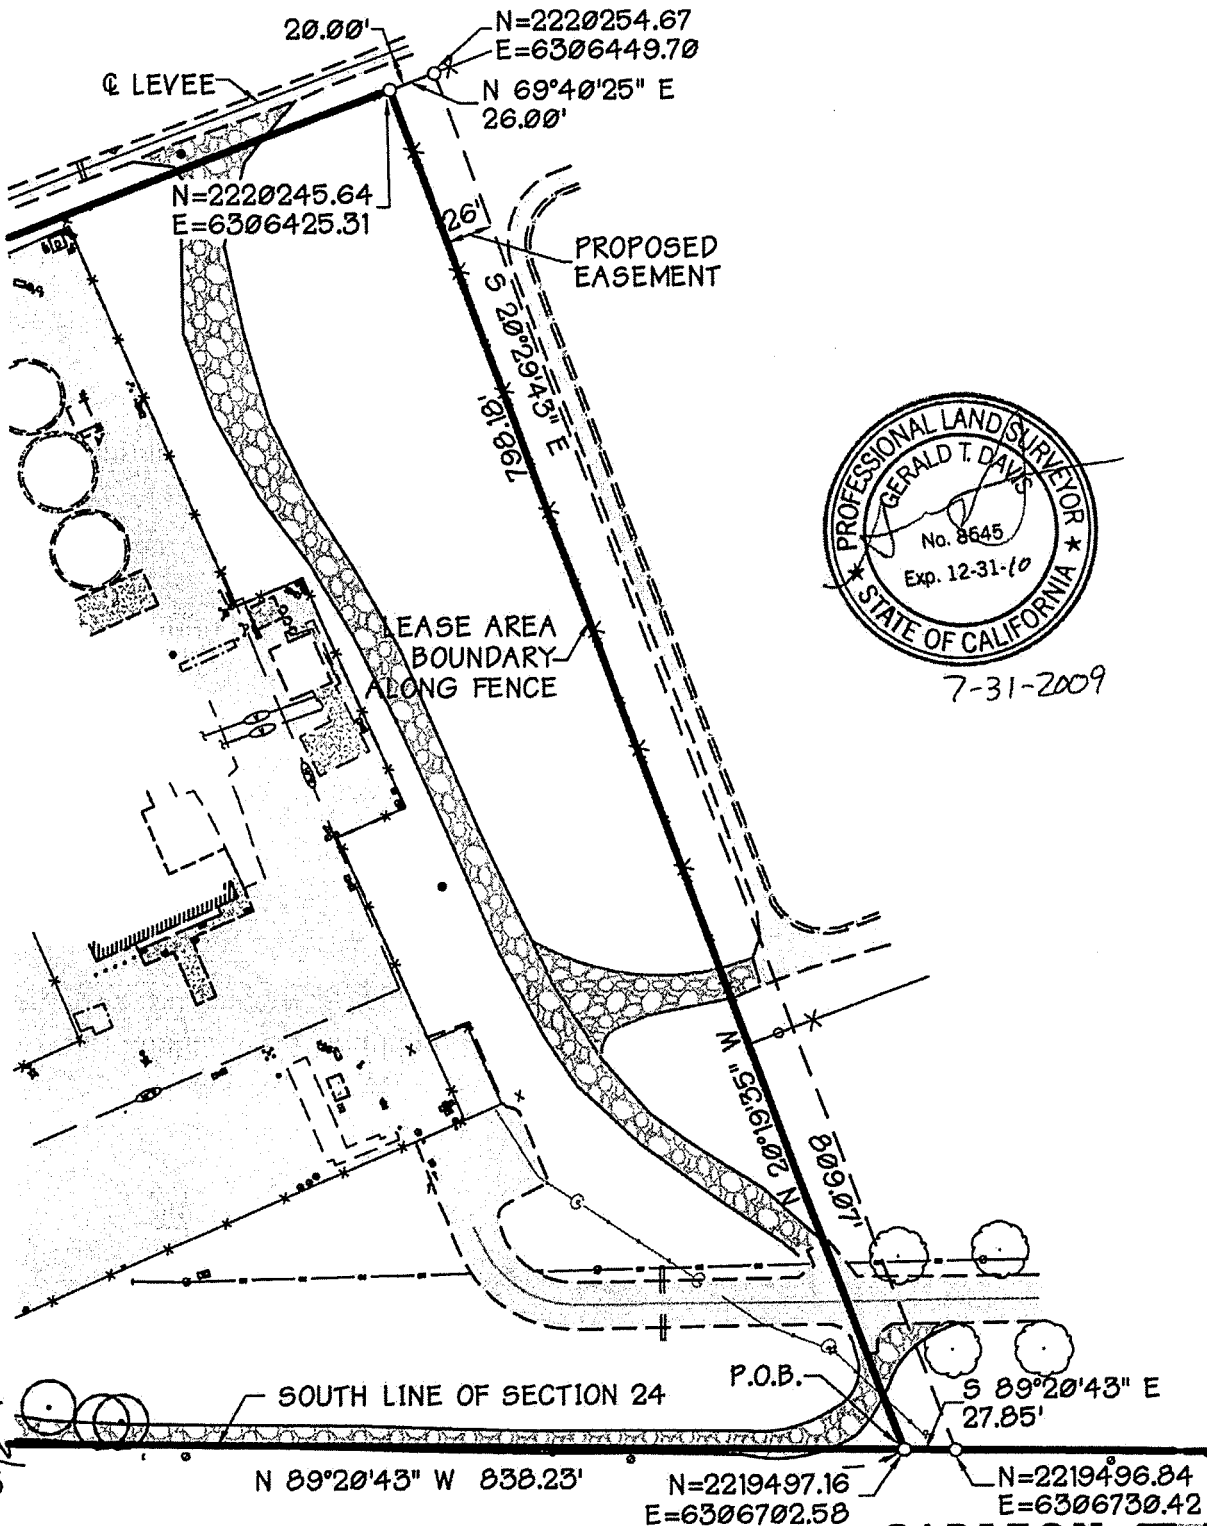 20.00'
N=2220254.67
E=6306449.70
℄ LEVEE
N 69°40'25" E
26.00'
N=2220245.64
E=6306425.31
26'
PROPOSED
EASEMENT
S 20°29'43" E
798.18'
PROFESSIONAL LAND SURVEYOR
GERALD T. DAVIS
No. 8645
Exp. 12-31-10
STATE OF CALIFORNIA
7-31-2009
LEASE AREA
BOUNDARY
ALONG FENCE
N 20°19'35" W
809.07'
P.O.B.
SOUTH LINE OF SECTION 24
S 89°20'43" E
27.85'
N 89°20'43" W 838.23'
N=2219497.16
E=6306702.58
N=2219496.84
E=6306730.42